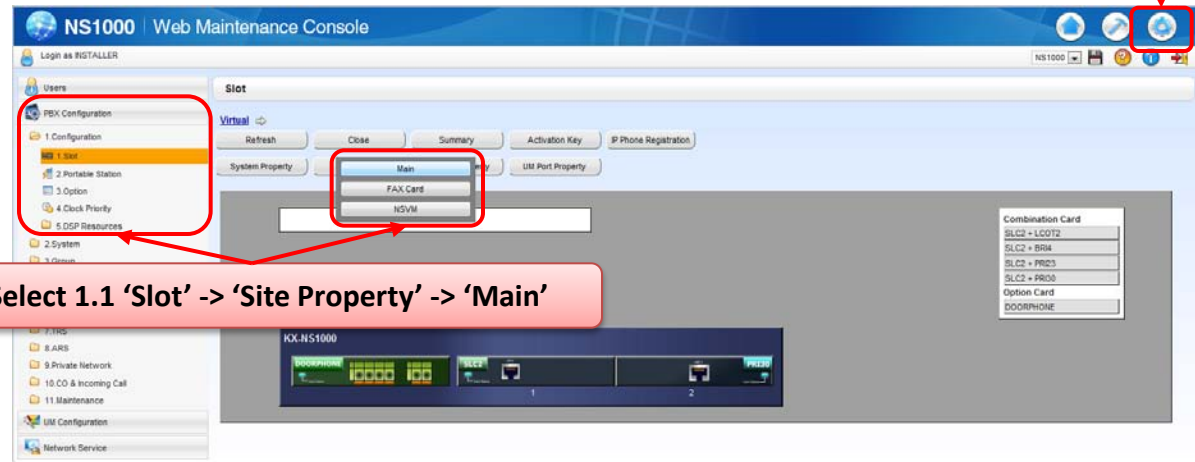 NS1000 | Web Maintenance Console
Login as INSTALLER
NS1000
Users
PBX Configuration
1.Configuration
1.Slot
2.Portable Station
3.Option
4.Clock Priority
5.DSP Resources
2.System
3.Group
7.TRS
8.ARS
9.Private Network
10.CO & Incoming Call
11.Maintenance
UM Configuration
Network Service
Slot
Virtual
Refresh
Close
Summary
Activation Key
IP Phone Registration
System Property
UM Port Property
Main
FAX Card
NSVM
Select 1.1 ‘Slot’ -> ‘Site Property’ -> ‘Main’
Combination Card
SLC2 + LCOT2
SLC2 + BRI4
SLC2 + PRI23
SLC2 + PRI30
Option Card
DOORPHONE
KX-NS1000
DOORPHONE
SLC2
PRI30
1
2